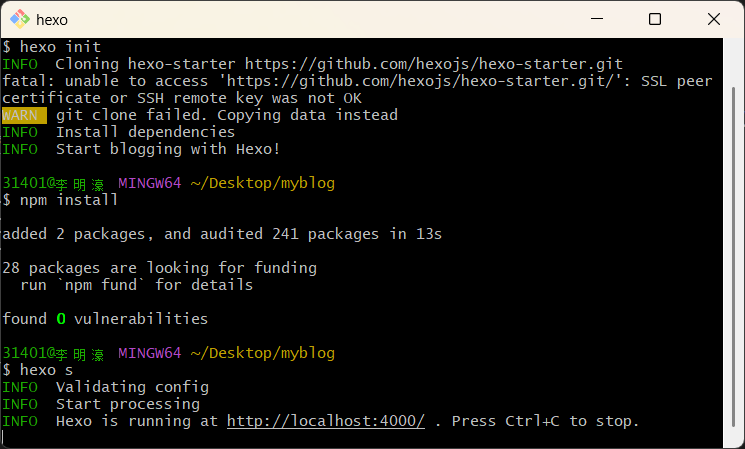 hexo
$ hexo init
INFO  Cloning hexo-starter https://github.com/hexojs/hexo-starter.git
fatal: unable to access 'https://github.com/hexojs/hexo-starter.git/': SSL peer
certificate or SSH remote key was not OK
WARN  git clone failed. Copying data instead
INFO  Install dependencies
INFO  Start blogging with Hexo!
31401@李明濠 MINGW64 ~/Desktop/myblog
$ npm install
added 2 packages, and audited 241 packages in 13s
28 packages are looking for funding
  run `npm fund` for details
found 0 vulnerabilities
31401@李明濠 MINGW64 ~/Desktop/myblog
$ hexo s
INFO  Validating config
INFO  Start processing
INFO  Hexo is running at http://localhost:4000/ . Press Ctrl+C to stop.